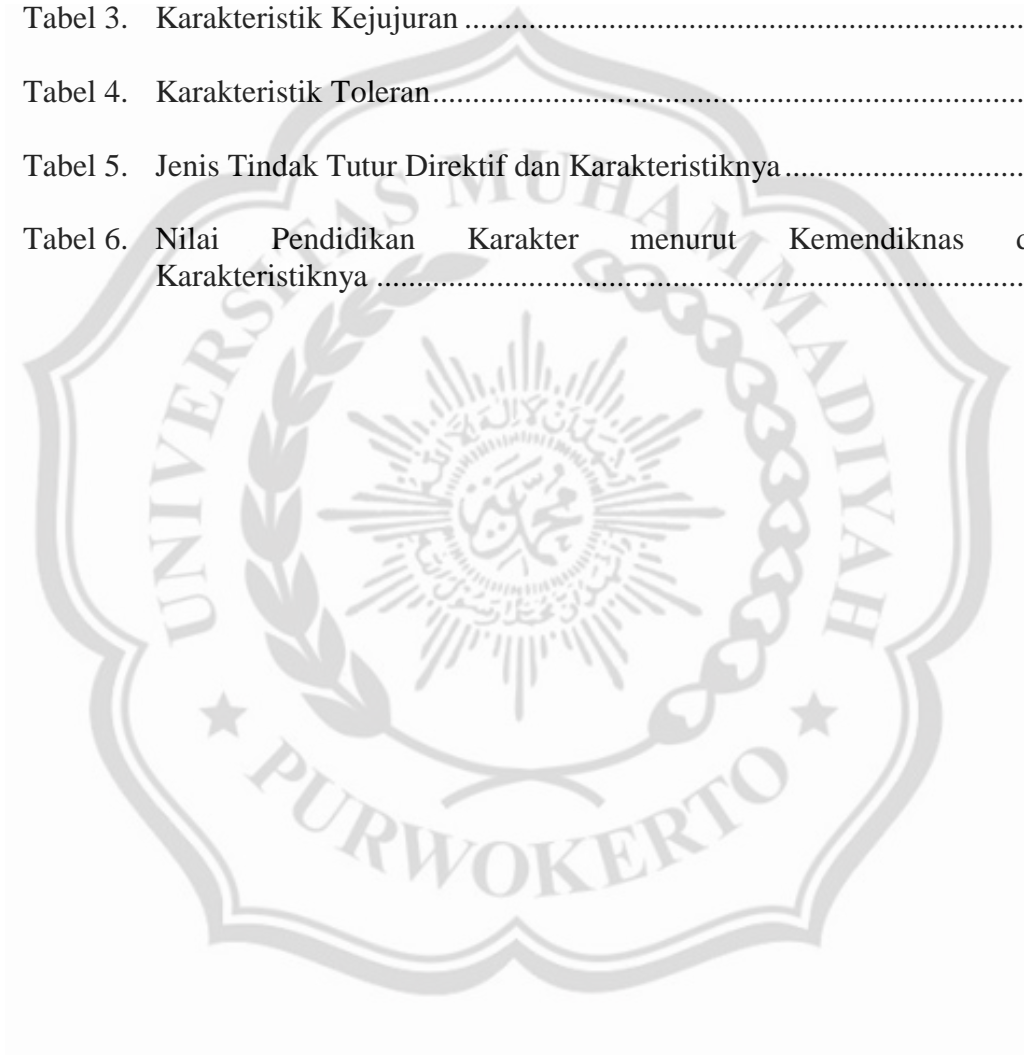 Tabel 3. Karakteristik Kejujuran ....................................................................
Tabel 4. Karakteristik Toleran........................................................................
Tabel 5. Jenis Tindak Tutur Direktif dan Karakteristiknya ..............................
Tabel 6. Nilai Pendidikan Karakter menurut Kemendiknas
Karakteristiknya ...............................................................................
UNIVERSITAS MUHAMMADIYAH
PURWOKERTO